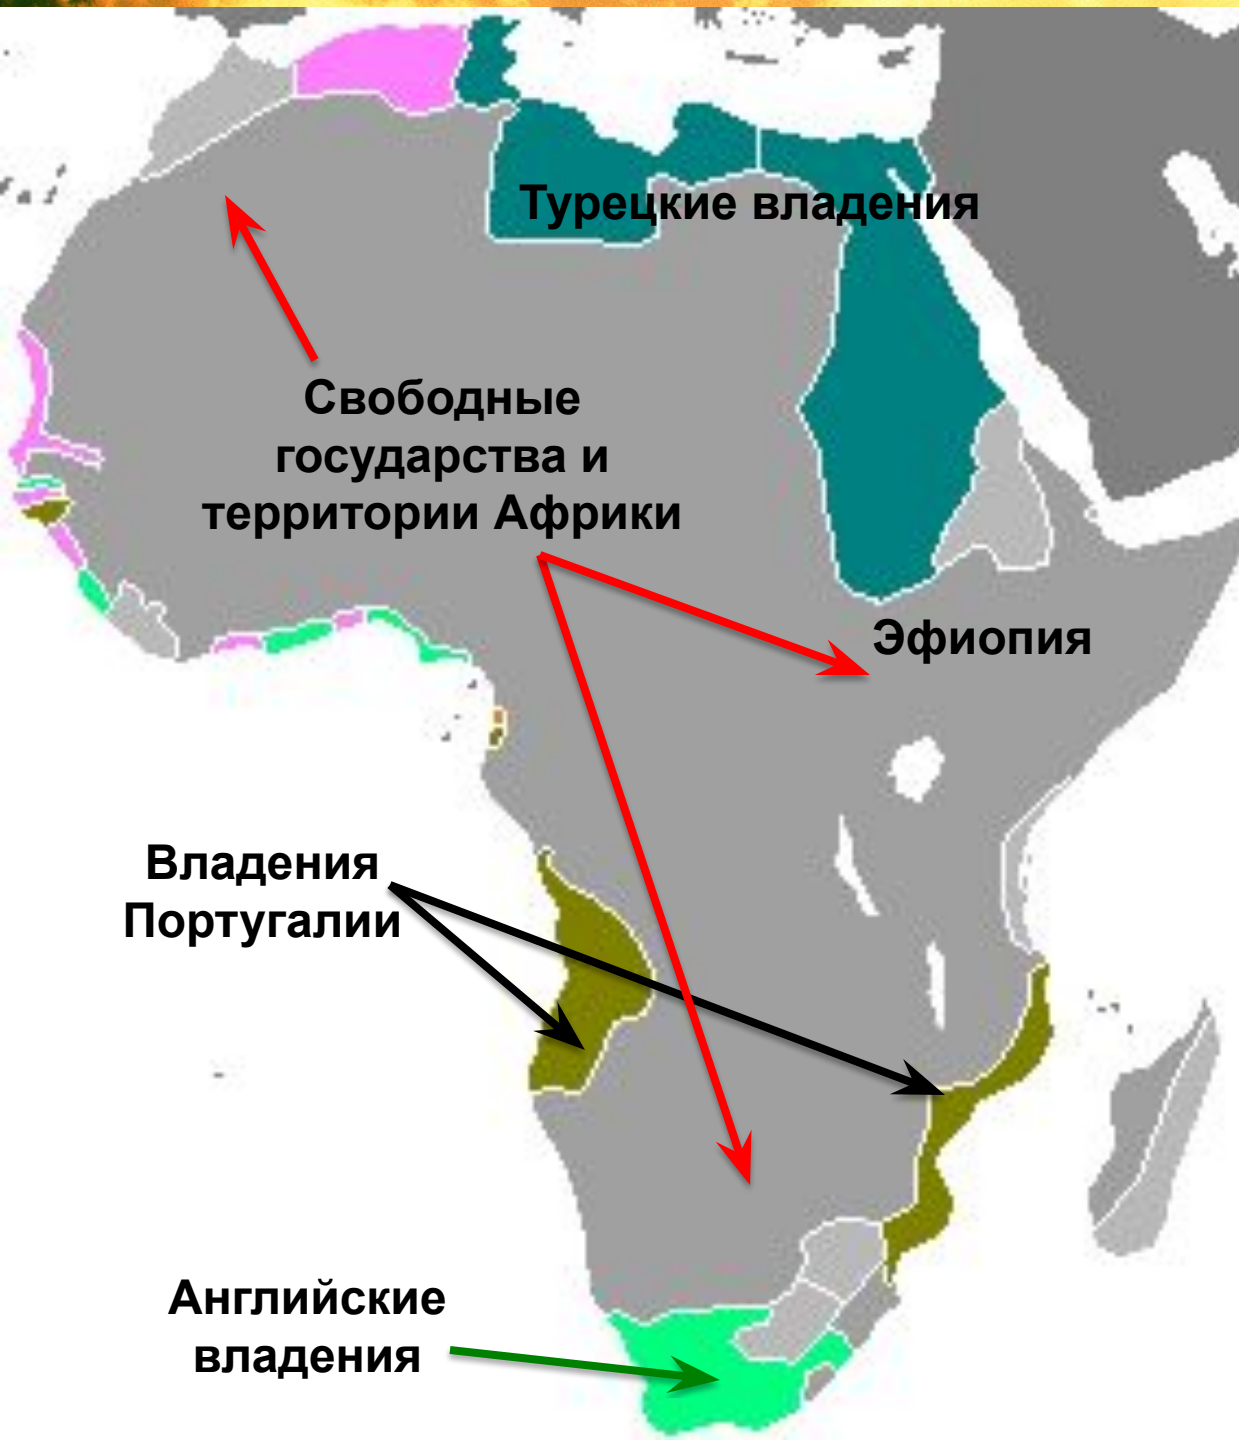 Турецкие владения
Свободные
государства и
территории Африки
Эфиопия
Владения
Португалии
Английские
владения